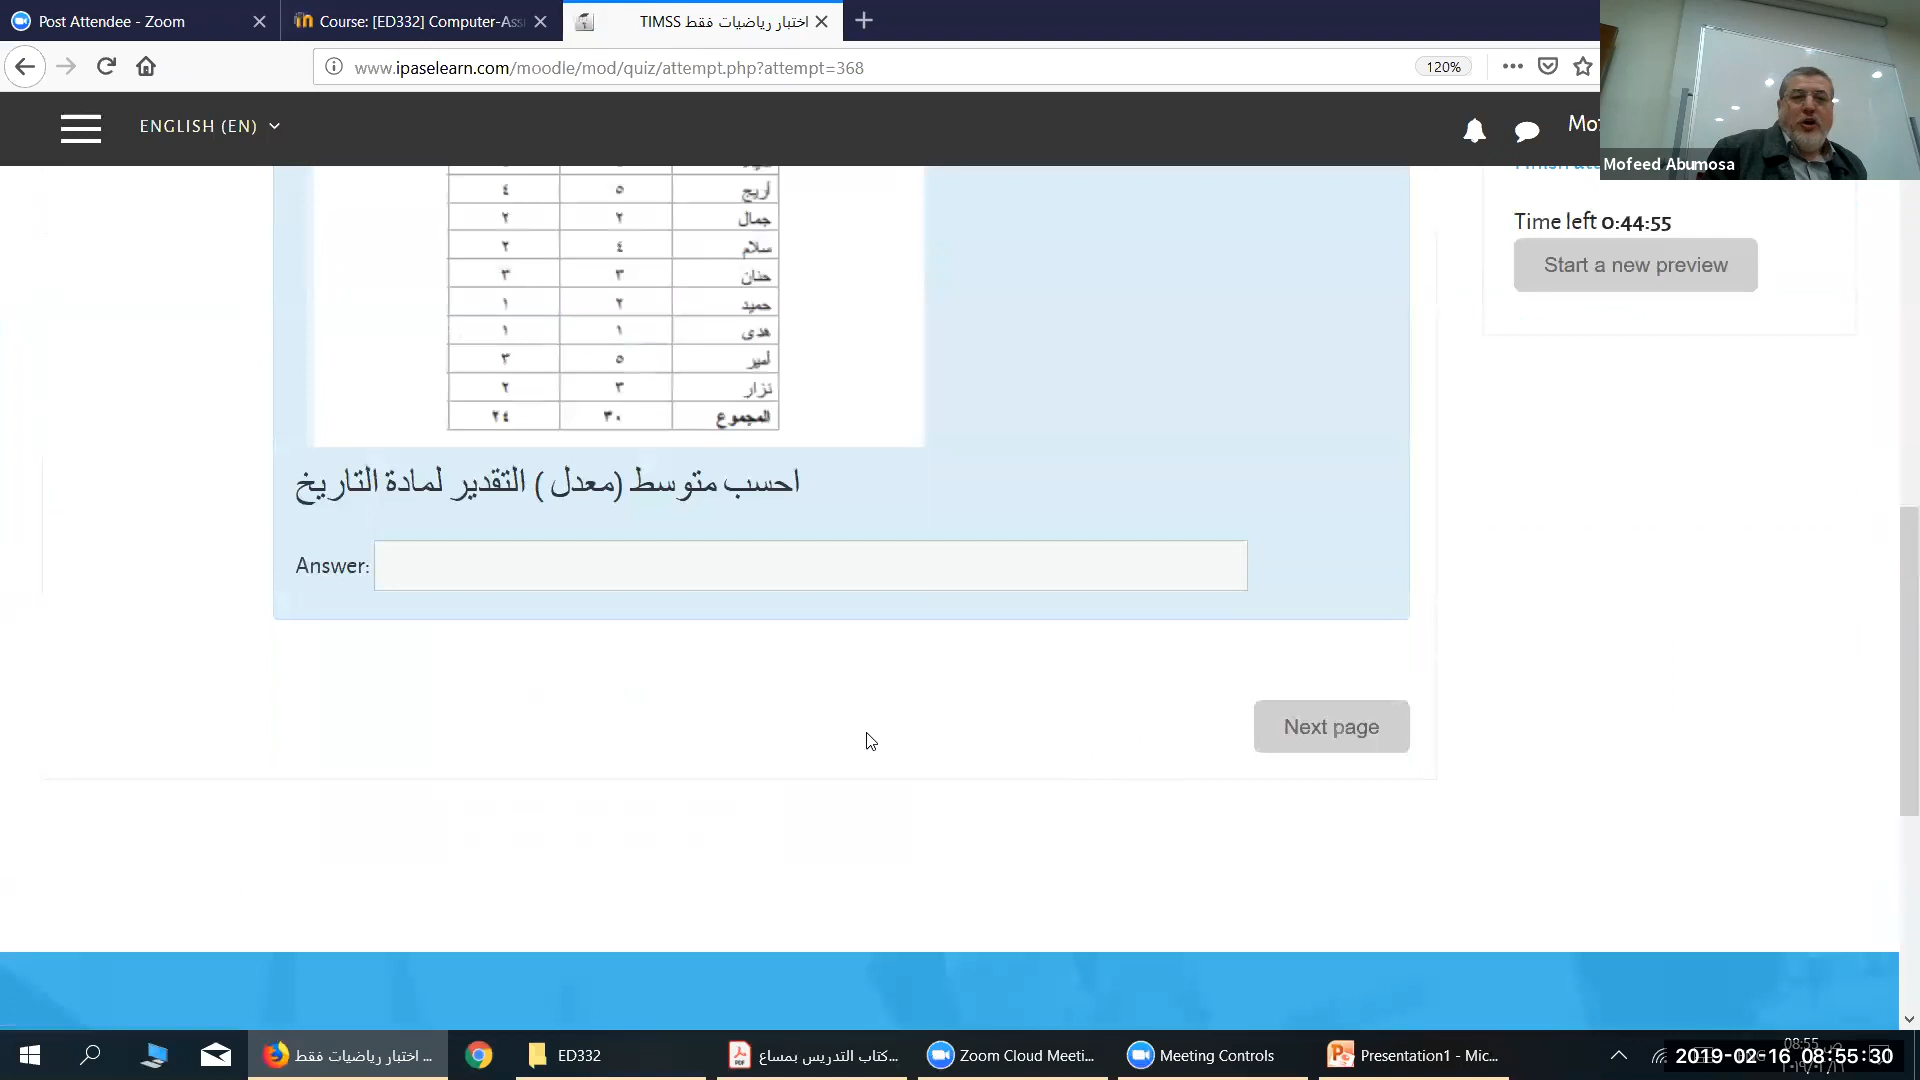 Post Attendee - Zoom
Course: [ED332] Computer-Ass
اختبار رياضيات فقط TIMSS
www.ipaselearn.com/moodle/mod/quiz/attempt.php?attempt=368
120%
ENGLISH (EN)
Mofeed Abumosa
أريج ٥ ٤
جمال ٢ ٢
سلام ٤ ٢
حنان ٣ ٣
حميد ٢ ١
هدى ١ ١
أمير ٥ ٣
نزار ٣ ٢
المجموع ٣٠ ٢٤
احسب متوسط (معدل ) التقدير لمادة التاريخ
Answer:
Next page
Time left 0:44:55
Start a new preview
اختبار رياضيات فقط ...
ED332
كتاب التدريس بمساع...
Zoom Cloud Meeti...
Meeting Controls
Presentation1 - Mic...
2019-02-16 08:55:30